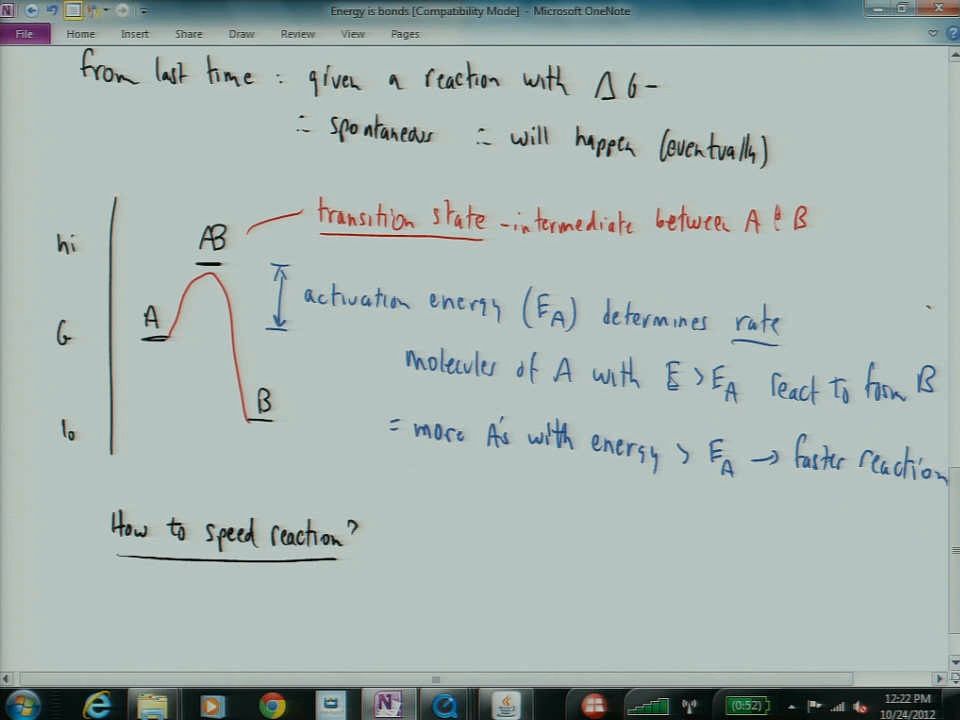 Energy is bonds [Compatibility Mode] - Microsoft OneNote
File Home Insert Share Draw Review View Pages
from last time : given a reaction with ΔG -
∴ spontaneous ∴ will happen (eventually)
transition state - intermediate between A & B
hi
AB
activation energy (EA) determines rate
A
G
molecules of A with E > EA react to form B
B
lo
= more A's with energy > EA → faster reaction
How to speed reaction?
(0:52)
12:22 PM
10/24/2012